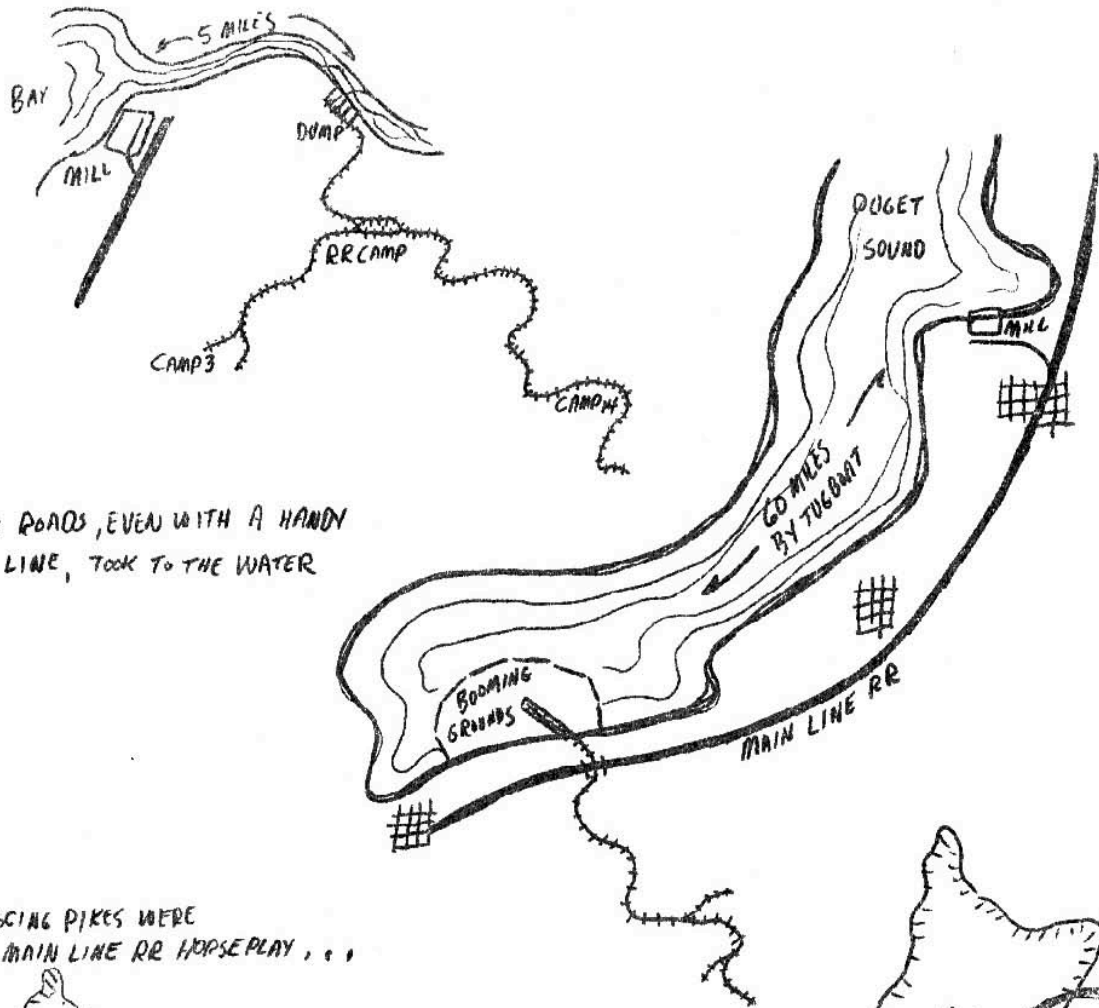 5 MILES
BAY
DUMP
MILL
RR CAMP
CAMP 3
CAMP 14
PUGET
SOUND
MILL
60 MILES
BY TUGBOAT
ROADS, EVEN WITH A HANDY
LINE, TOOK TO THE WATER
BOOMING
GROUNDS
MAIN LINE RR
PIKES WERE
MAIN LINE RR HORSEPLAY...